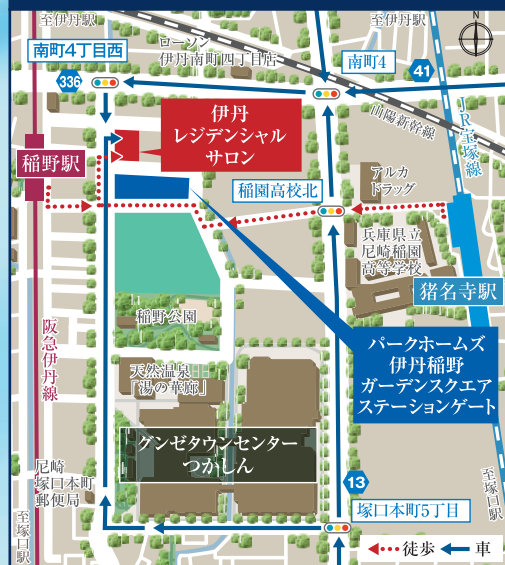 至伊丹駅
至伊丹駅
N
南町4丁目西
ローソン
伊丹南町四丁目店
南町4
336
41
山陽新幹線
JR宝塚線
伊丹
レジデンシャル
サロン
稲野駅
アルカ
ドラッグ
稲園高校北
兵庫県立
尼崎稲園
高等学校
猪名寺駅
稲野公園
阪急伊丹線
パークホームズ
伊丹稲野
ガーデンスクエア
ステーションゲート
天然温泉
「湯の華廊」
グンゼタウンセンター
つかしん
尼崎
塚口本町
郵便局
13
塚口本町5丁目
至塚口駅
至塚口駅
徒歩
車